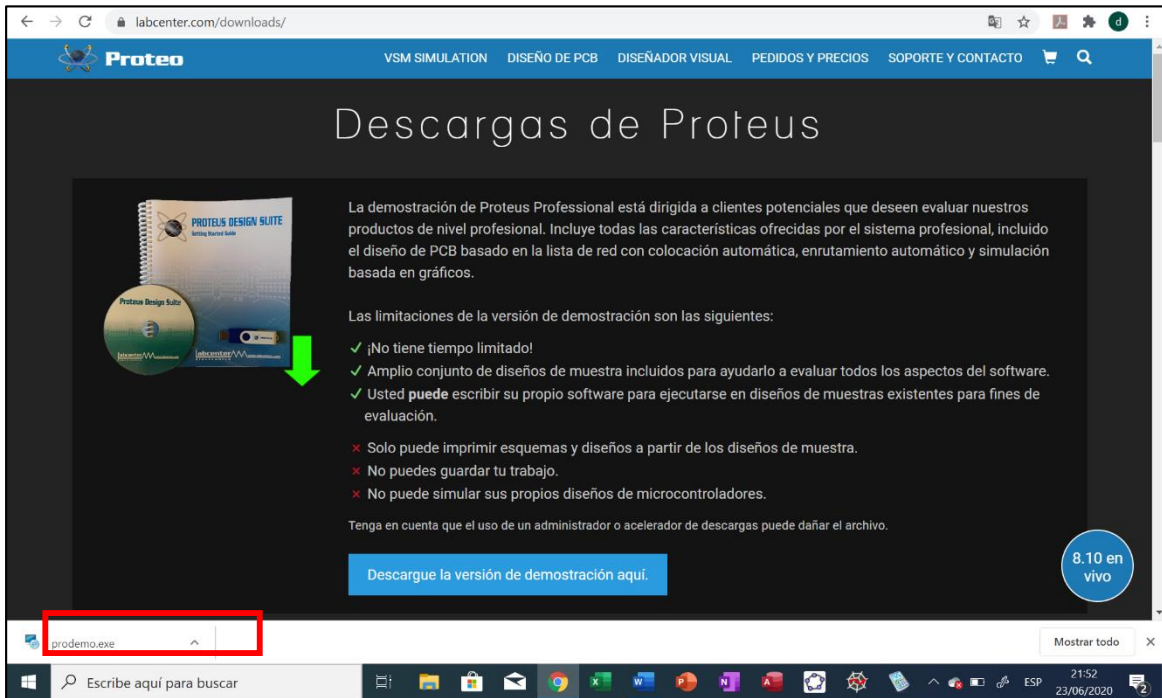 labcenter.com/downloads/
d
Proteo
VSM SIMULATION DISEÑO DE PCB DISEÑADOR VISUAL PEDIDOS Y PRECIOS SOPORTE Y CONTACTO
Descargas de Proteus
PROTEUS DESIGN SUITE
Getting Started Guide
Proteus Design Suite
labcenter
labcenter
La demostración de Proteus Professional está dirigida a clientes potenciales que deseen evaluar nuestros
productos de nivel profesional. Incluye todas las características ofrecidas por el sistema profesional, incluido
el diseño de PCB basado en la lista de red con colocación automática, enrutamiento automático y simulación
basada en gráficos.
Las limitaciones de la versión de demostración son las siguientes:
¡No tiene tiempo limitado!
Amplio conjunto de diseños de muestra incluidos para ayudarlo a evaluar todos los aspectos del software.
Usted puede escribir su propio software para ejecutarse en diseños de muestras existentes para fines de
evaluación.
Solo puede imprimir esquemas y diseños a partir de los diseños de muestra.
No puedes guardar tu trabajo.
No puede simular sus propios diseños de microcontroladores.
Tenga en cuenta que el uso de un administrador o acelerador de descargas puede dañar el archivo.
Descargue la versión de demostración aquí.
8.10 en
vivo
prodemo.exe
Mostrar todo
Escribe aquí para buscar
ESP
21:52
23/06/2020
2